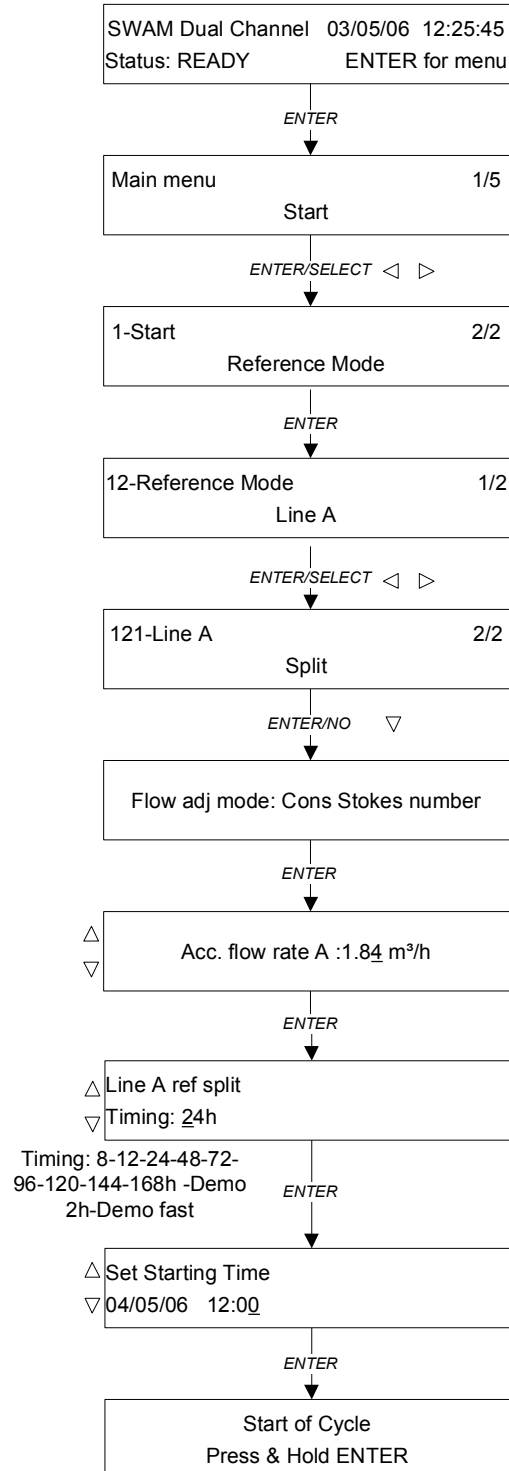 SWAM Dual Channel 03/05/06 12:25:45
Status: READY ENTER for menu
ENTER
Main menu 1/5
Start
ENTER/SELECT ◁ ▷
1-Start 2/2
Reference Mode
ENTER
12-Reference Mode 1/2
Line A
ENTER/SELECT ◁ ▷
121-Line A 2/2
Split
ENTER/NO ▽
Flow adj mode: Cons Stokes number
ENTER
△
Acc. flow rate A :1.84 m³/h
▽
ENTER
△ Line A ref split
▽ Timing: 24h
Timing: 8-12-24-48-72-
96-120-144-168h -Demo
2h-Demo fast
ENTER
△ Set Starting Time
▽ 04/05/06 12:00
ENTER
Start of Cycle
Press & Hold ENTER